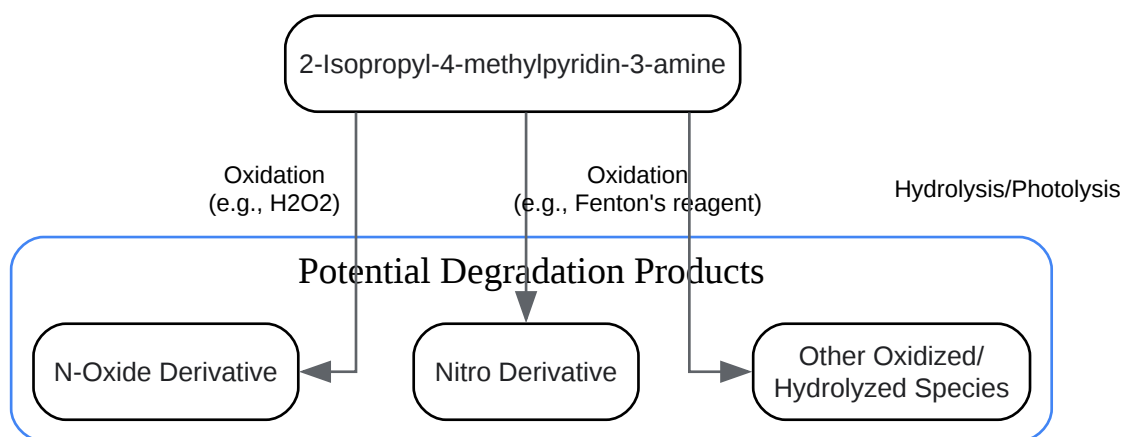 2-Isopropyl-4-methylpyridin-3-amine
Oxidation
(e.g., H2O2)
Oxidation
(e.g., Fenton's reagent)
Hydrolysis/Photolysis
Potential Degradation Products
N-Oxide Derivative
Nitro Derivative
Other Oxidized/
Hydrolyzed Species